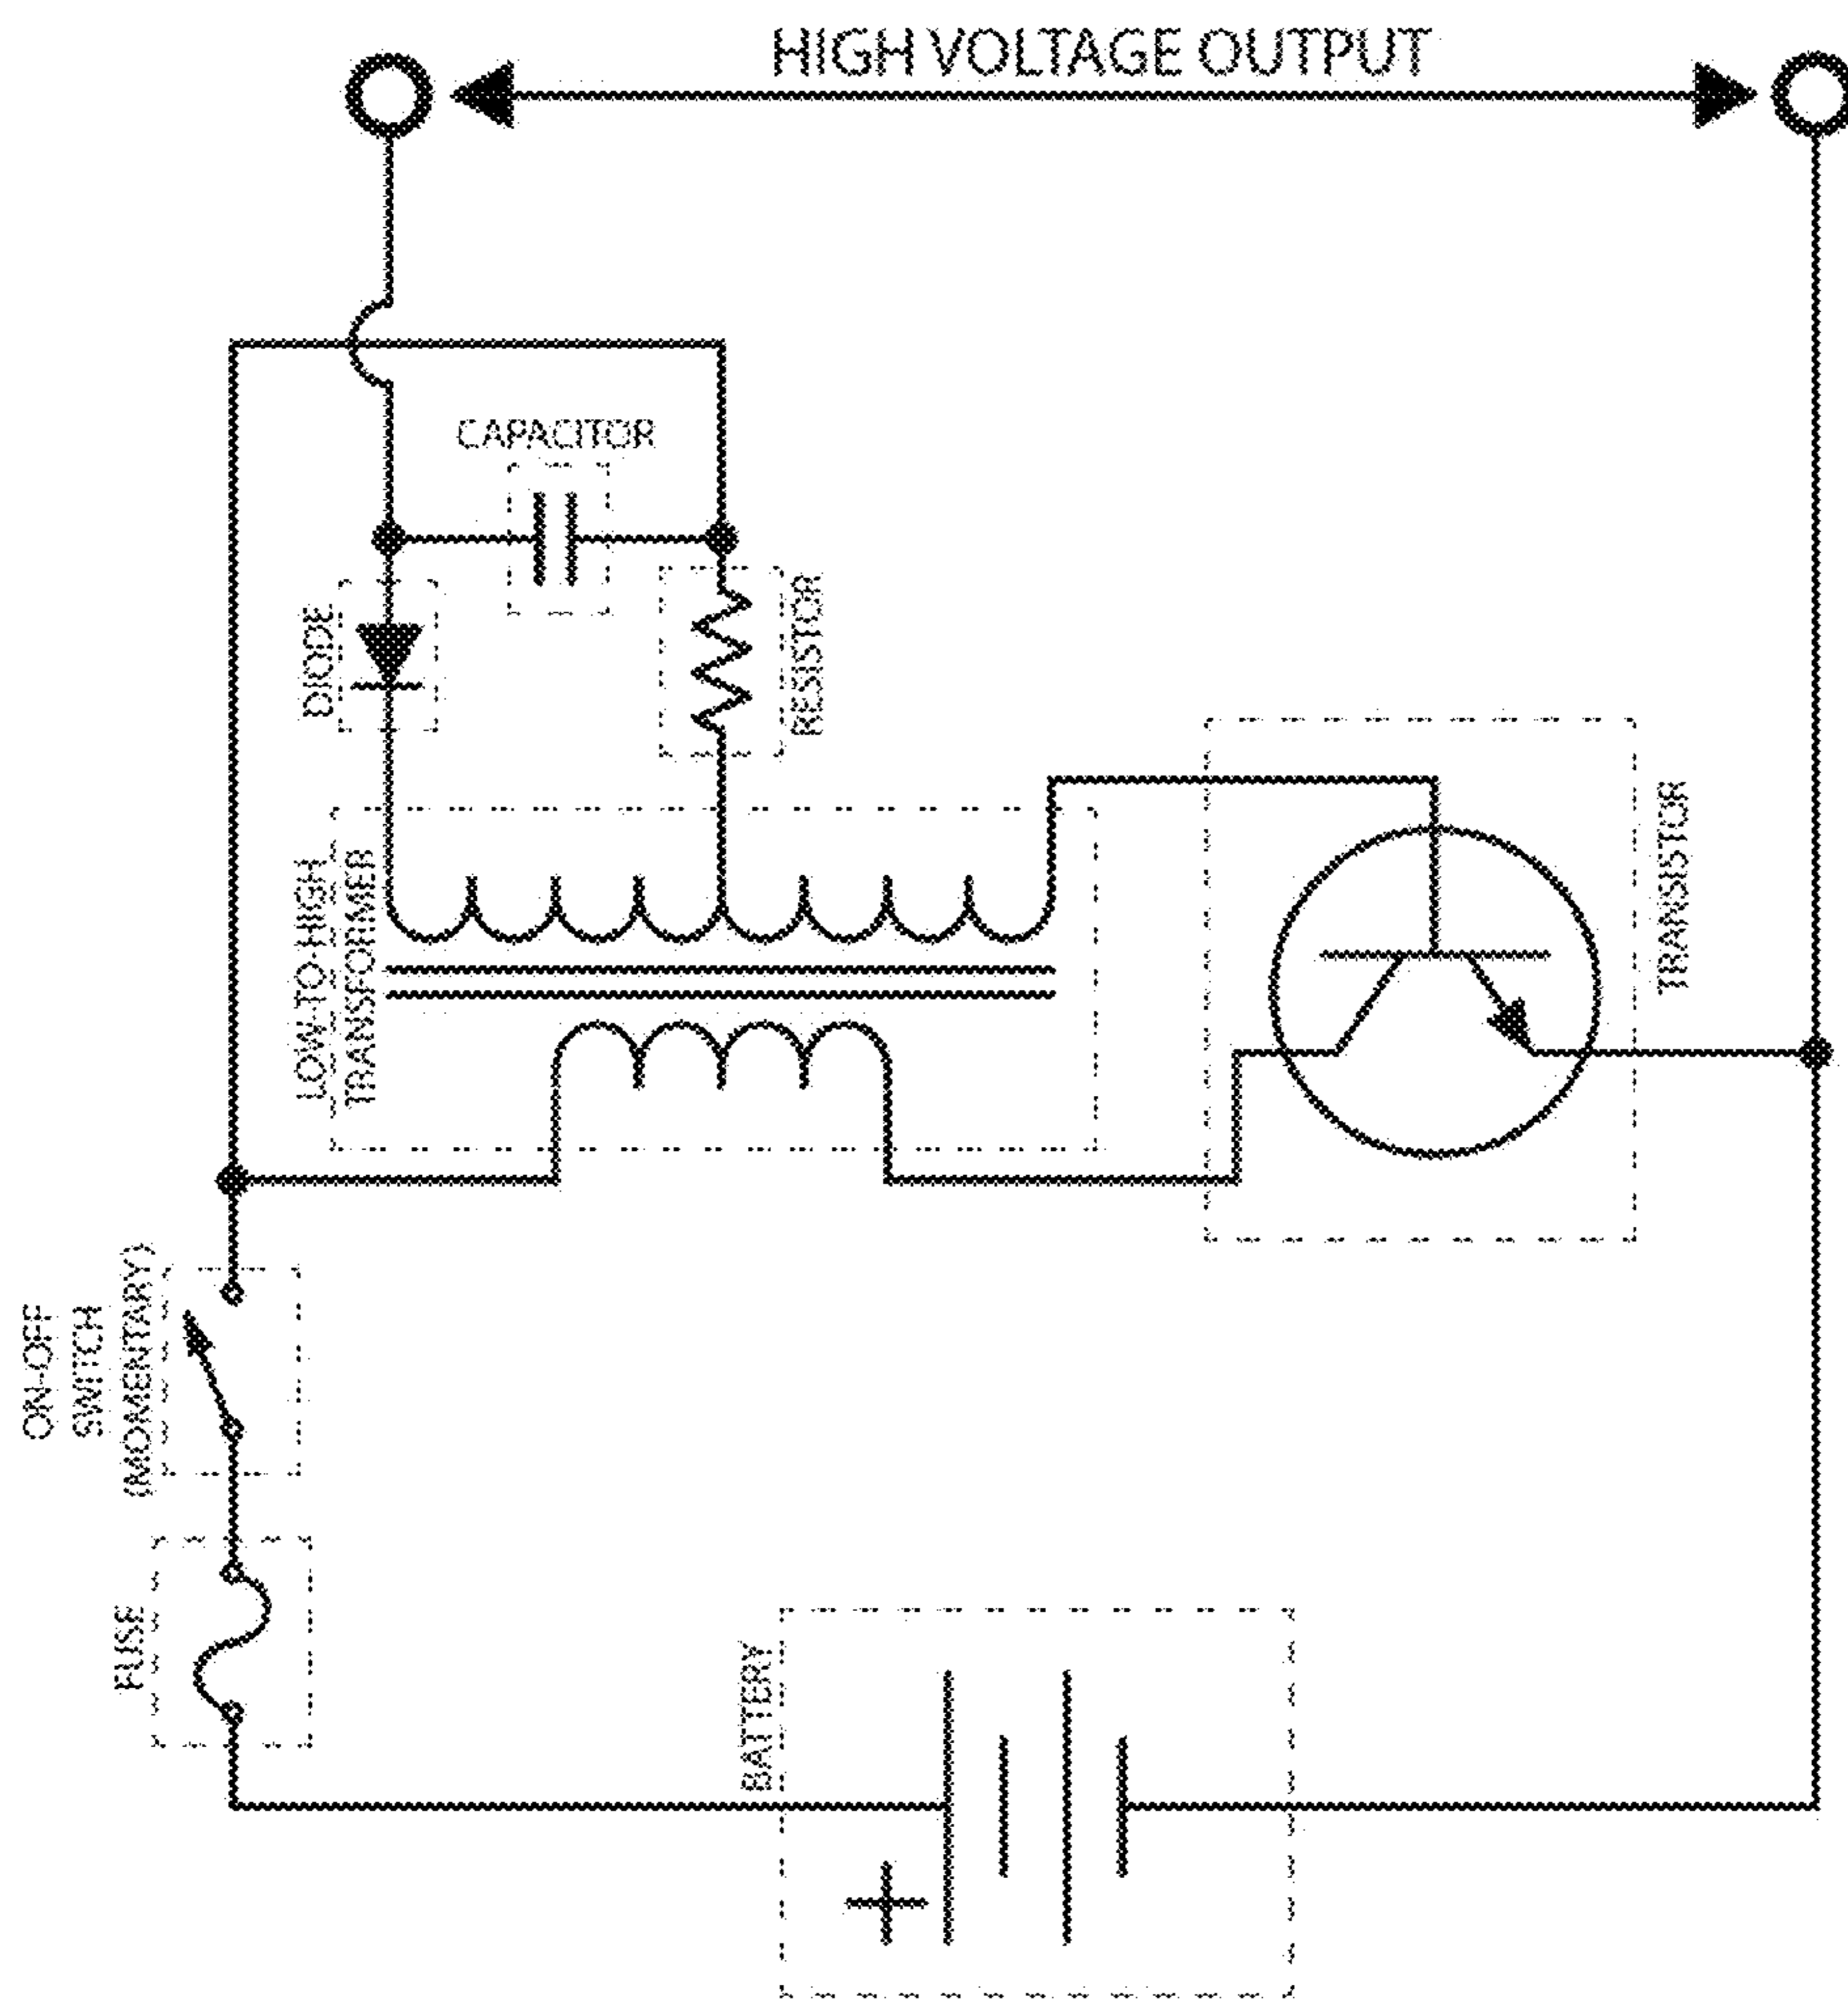 HIGH VOLTAGE OUTPUT
CAPACITOR
DIODE
RESISTOR
LOW-TO-HIGH
TRANSFORMER
TRANSISTOR
ON-OFF
SWITCH
(MOMENTARY)
FUSE
BATTERY
+